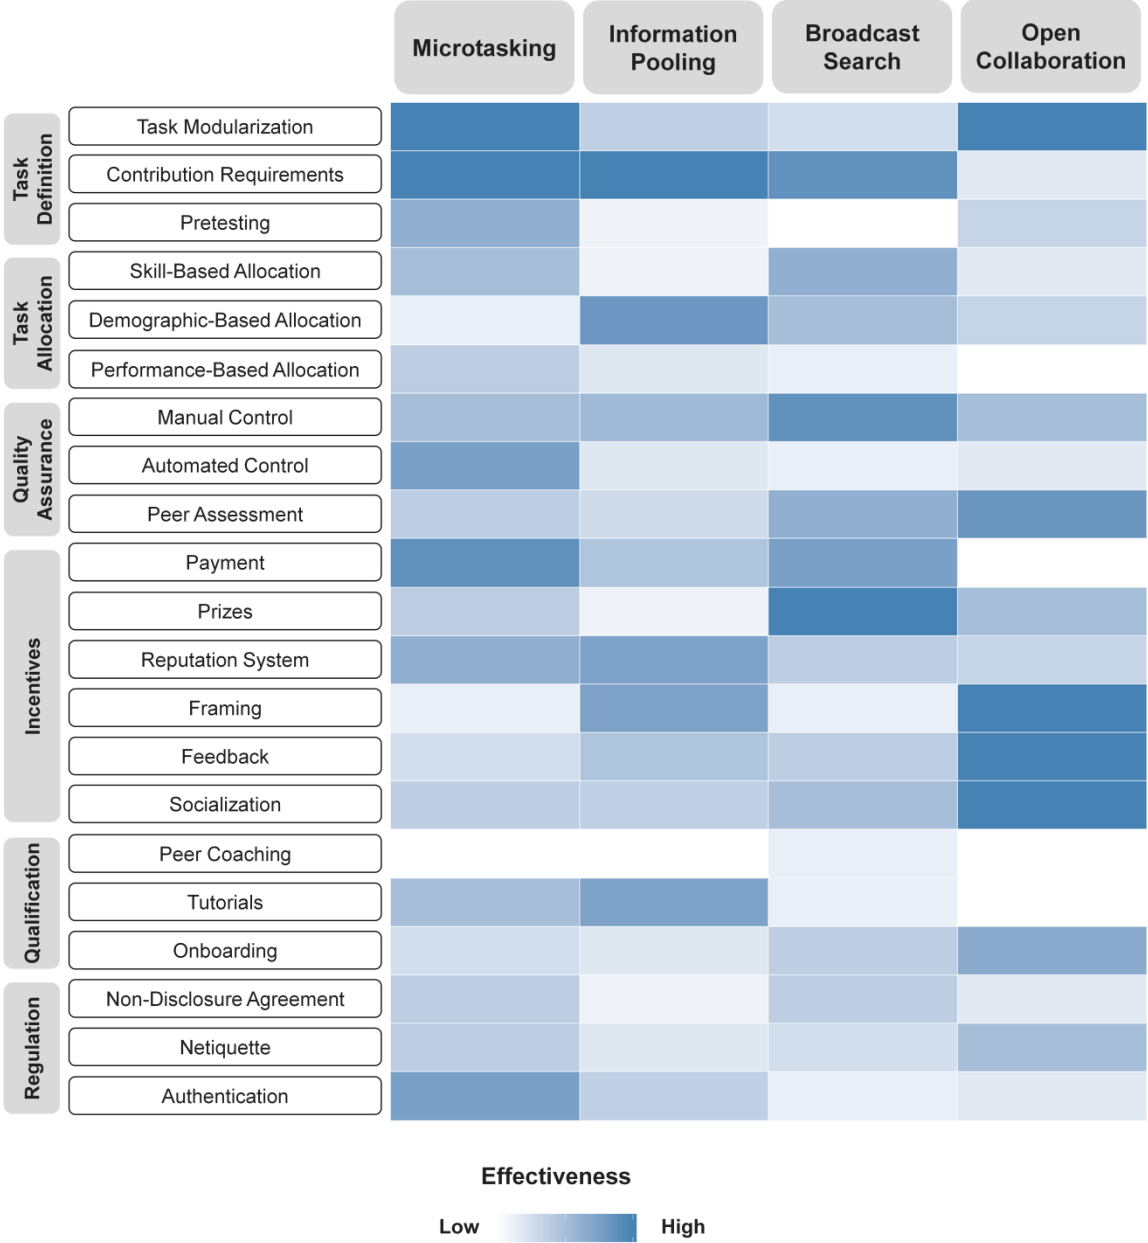 Microtasking
Information
Pooling
Broadcast
Search
Open
Collaboration
Task
Definition
Task Modularization
Contribution Requirements
Pretesting
Task
Allocation
Skill-Based Allocation
Demographic-Based Allocation
Performance-Based Allocation
Quality
Assurance
Manual Control
Automated Control
Peer Assessment
Incentives
Payment
Prizes
Reputation System
Framing
Feedback
Socialization
Qualification
Peer Coaching
Tutorials
Onboarding
Regulation
Non-Disclosure Agreement
Netiquette
Authentication
Effectiveness
Low
High